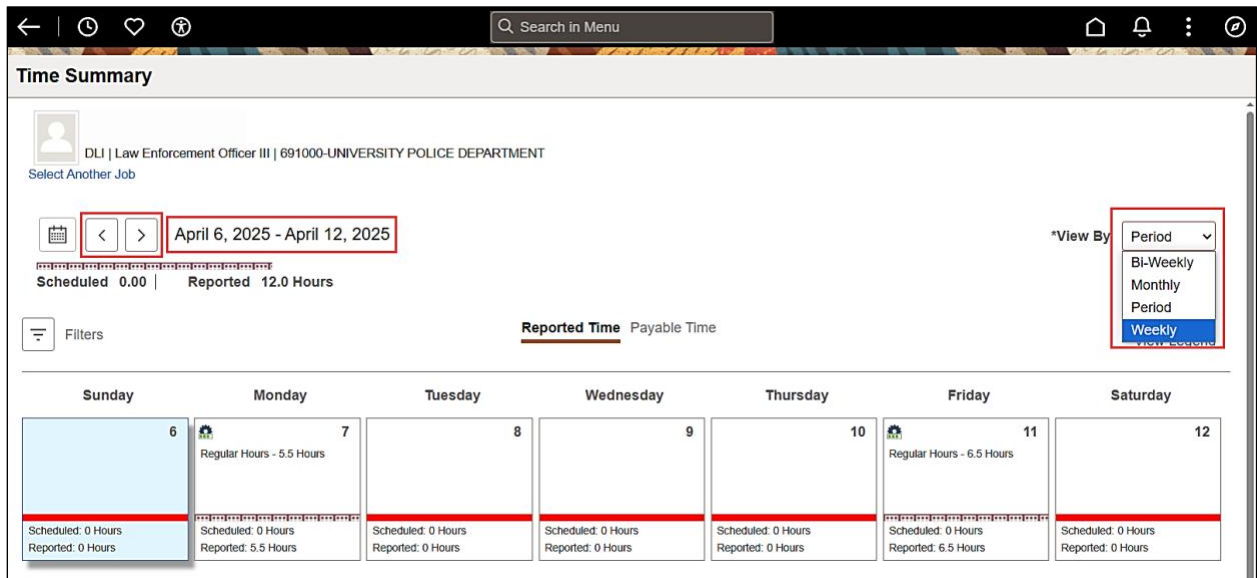 Search in Menu
Time Summary
DLI | Law Enforcement Officer III | 691000-UNIVERSITY POLICE DEPARTMENT
Select Another Job
April 6, 2025 - April 12, 2025
*View By Period
Bi-Weekly
Monthly
Period
Weekly
View Legend
Scheduled 0.00 | Reported 12.0 Hours
Filters
Reported Time Payable Time
Sunday Monday Tuesday Wednesday Thursday Friday Saturday
6 7 8 9 10 11 12
Regular Hours - 5.5 Hours Regular Hours - 6.5 Hours
Scheduled: 0 Hours Scheduled: 0 Hours Scheduled: 0 Hours Scheduled: 0 Hours Scheduled: 0 Hours Scheduled: 0 Hours Scheduled: 0 Hours
Reported: 0 Hours Reported: 5.5 Hours Reported: 0 Hours Reported: 0 Hours Reported: 0 Hours Reported: 6.5 Hours Reported: 0 Hours